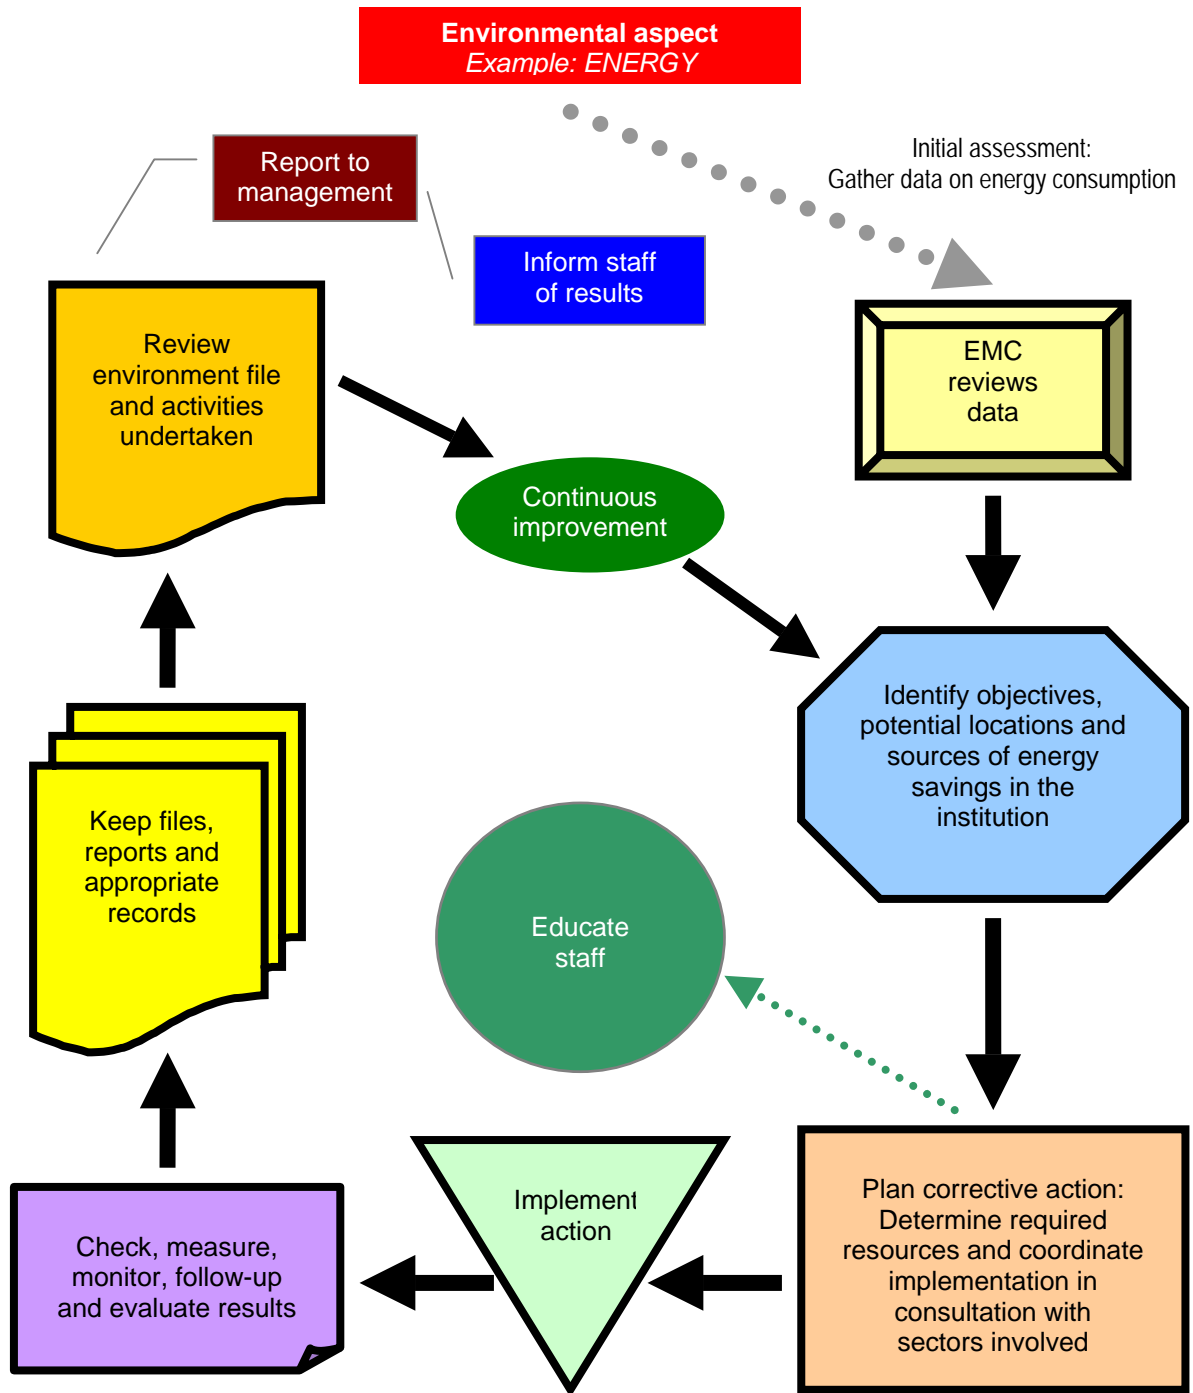 Environmental aspect
Example: ENERGY
Initial assessment:
Gather data on energy consumption
Report to
management
Inform staff
of results
Review
environment file
and activities
undertaken
EMC
reviews
data
Continuous
improvement
Identify objectives,
potential locations and
sources of energy
savings in the
institution
Keep files,
reports and
appropriate
records
Educate
staff
Plan corrective action:
Determine required
resources and coordinate
implementation in
consultation with
sectors involved
Implement
action
Check, measure,
monitor, follow-up
and evaluate results